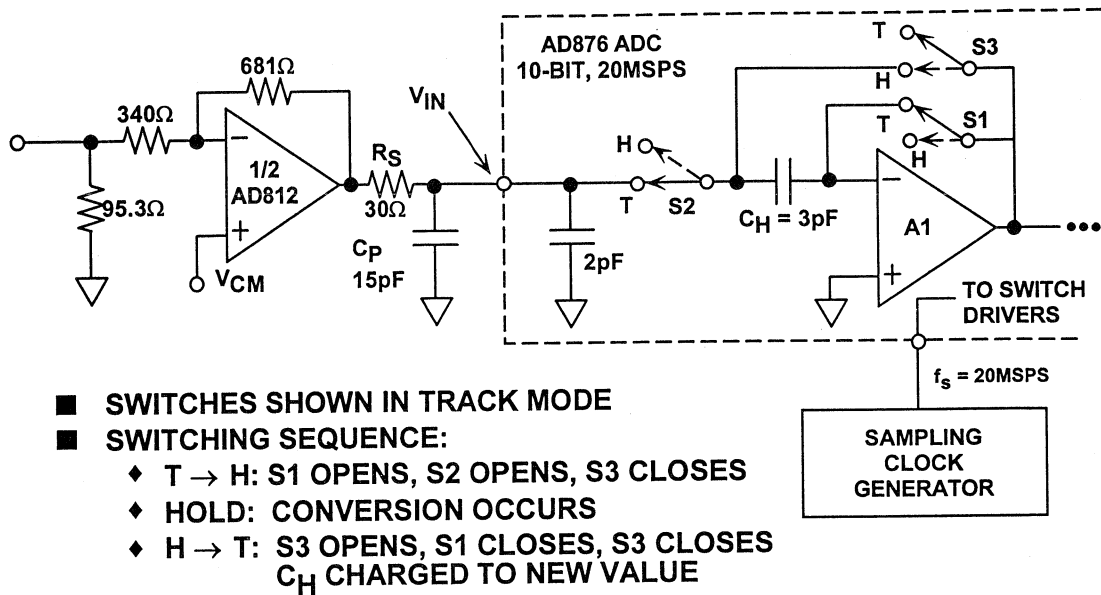 AD876 ADC
10-BIT, 20MSPS
T
S3
H
681Ω
VIN
340Ω
T
S1
H
H
1/2
AD812
RS
30Ω
95.3Ω
T
S2
CH = 3pF
A1
CP
15pF
2pF
VCM
TO SWITCH
DRIVERS
fs = 20MSPS
SAMPLING
CLOCK
GENERATOR
■ SWITCHES SHOWN IN TRACK MODE
■ SWITCHING SEQUENCE:
♦ T → H: S1 OPENS, S2 OPENS, S3 CLOSES
♦ HOLD: CONVERSION OCCURS
♦ H → T: S3 OPENS, S1 CLOSES, S3 CLOSES
CH CHARGED TO NEW VALUE